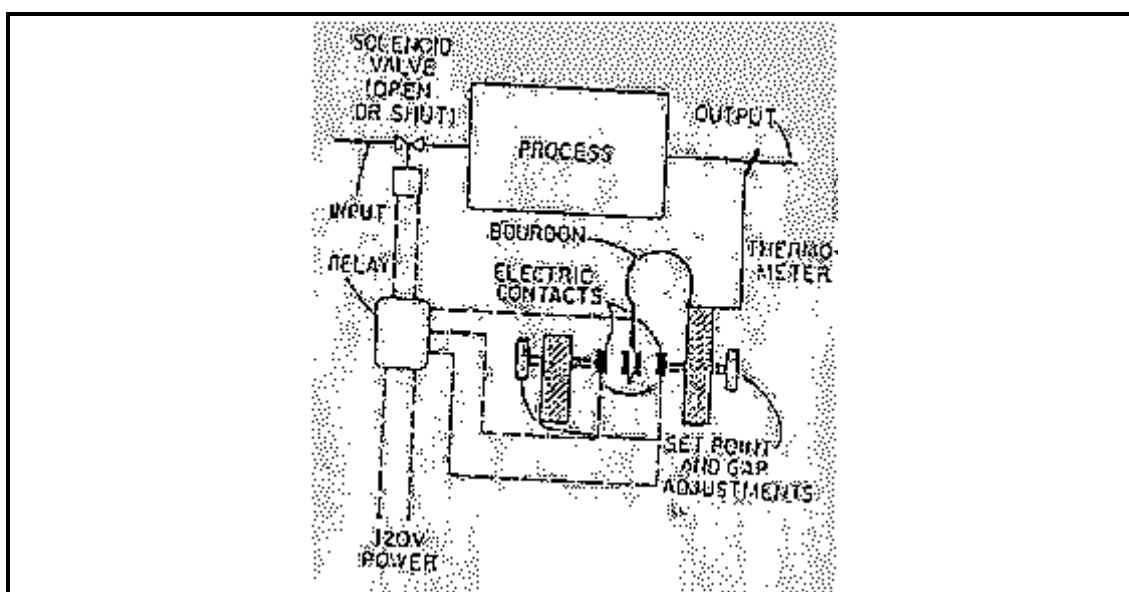 SOLENOID
VALVE
(OPEN
OR SHUT)
OUTPUT
PROCESS
INPUT
BOURDON
THERMO-
METER
RELAY
ELECTRIC
CONTACTS
SET POINT
AND GAP
ADJUSTMENTS
120V
POWER